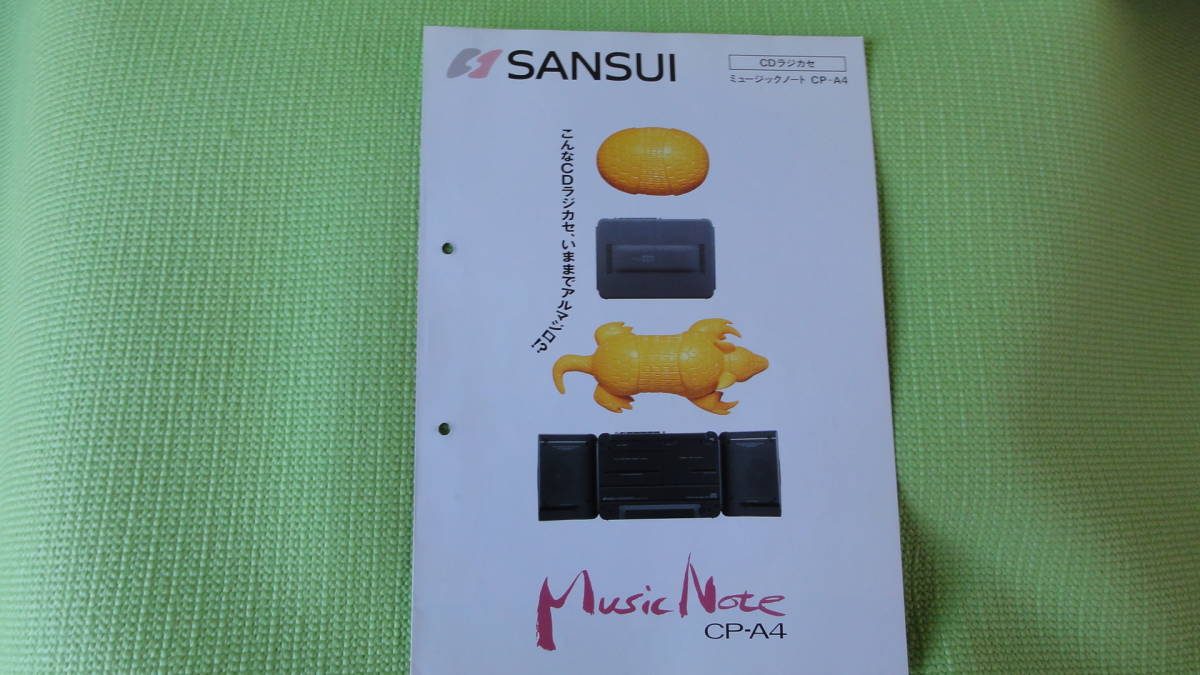 SANSUI
CDラジカセ
ミュージックノート CP-A4
こんなCDラジカセ、いままでアルマジロ!?
Music Note
CP-A4